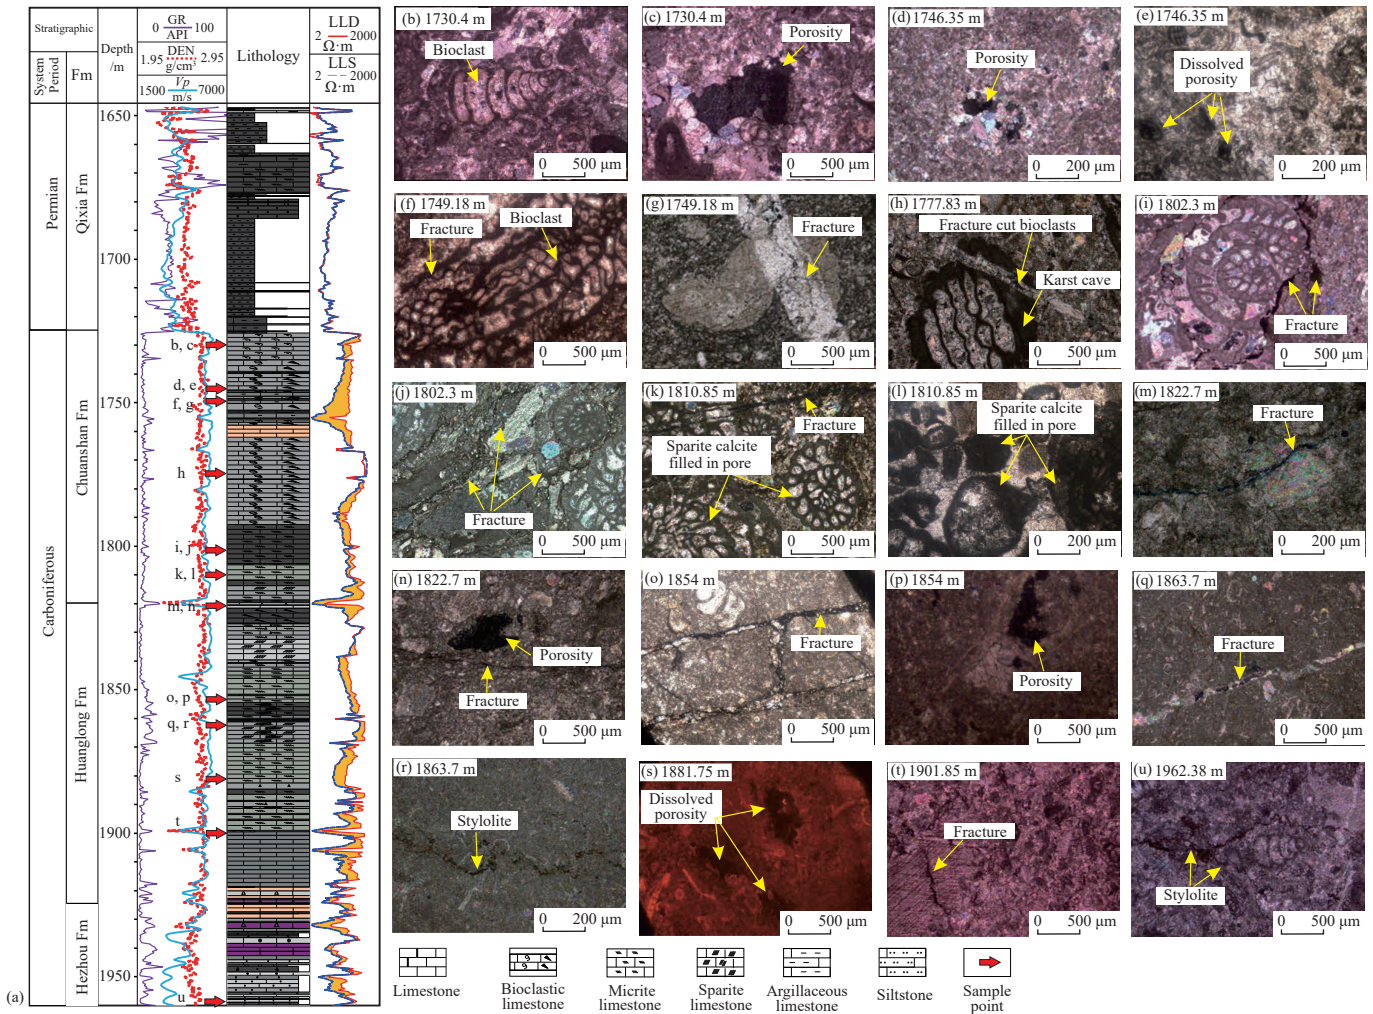 Stratigraphic
System
Period
Fm
Depth
/m
0 GR 100
API
1.95 DEN 2.95
g/cm³
1500 Vp 7000
m/s
Lithology
LLD
2 2000
Ω·m
LLS
2 2000
Ω·m
1650
1700
1750
1800
1850
1900
1950
Permian
Carboniferous
Qixia Fm
Chuanshan Fm
Huanglong Fm
Hezhou Fm
b, c
d, e
f, g
h
i, j
k, l
m, n
o, p
q, r
s
t
u
(a)
(b) 1730.4 m
Bioclast
0 500 μm
(c) 1730.4 m
Porosity
0 500 μm
(d) 1746.35 m
Porosity
0 500 μm
(e) 1746.35 m
Dissolved
porosity
0 200 μm
(f) 1749.18 m
Fracture
Bioclast
0 500 μm
(g) 1749.18 m
Fracture
0 500 μm
(h) 1777.83 m
Fracture cut bioclasts
Karst cave
0 500 μm
(i) 1802.3 m
Fracture
0 500 μm
(j) 1802.3 m
Fracture
0 500 μm
(k) 1810.85 m
Fracture
Sparite calcite
filled in pore
0 500 μm
(l) 1810.85 m
Sparite calcite
filled in pore
0 200 μm
(m) 1822.7 m
Fracture
0 200 μm
(n) 1822.7 m
Porosity
Fracture
0 500 μm
(o) 1854 m
Fracture
0 500 μm
(p) 1854 m
Porosity
0 500 μm
(q) 1863.7 m
Fracture
0 500 μm
(r) 1863.7 m
Stylolite
0 200 μm
(s) 1881.75 m
Dissolved
porosity
0 500 μm
(t) 1901.85 m
Fracture
0 500 μm
(u) 1962.38 m
Stylolite
0 500 μm
Limestone
Bioclastic
limestone
Micrite
limestone
Sparite
limestone
Argillaceous
limestone
Siltstone
Sample
point